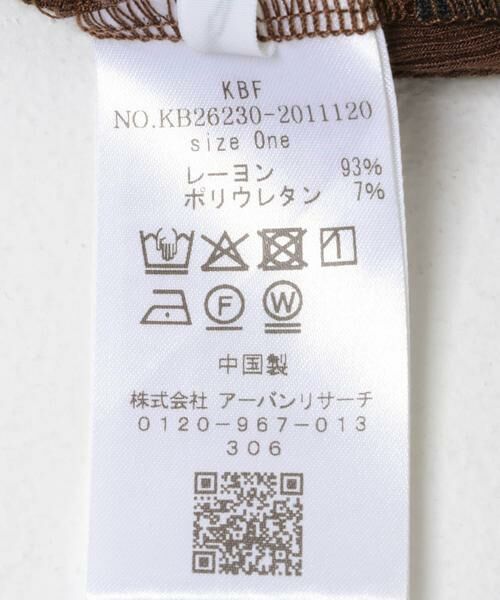 KBF
NO.KB26230-2011120
size One
レーヨン 93%
ポリウレタン 7%
F W
中国製
株式会社 アーバンリサーチ
0120-967-013
306